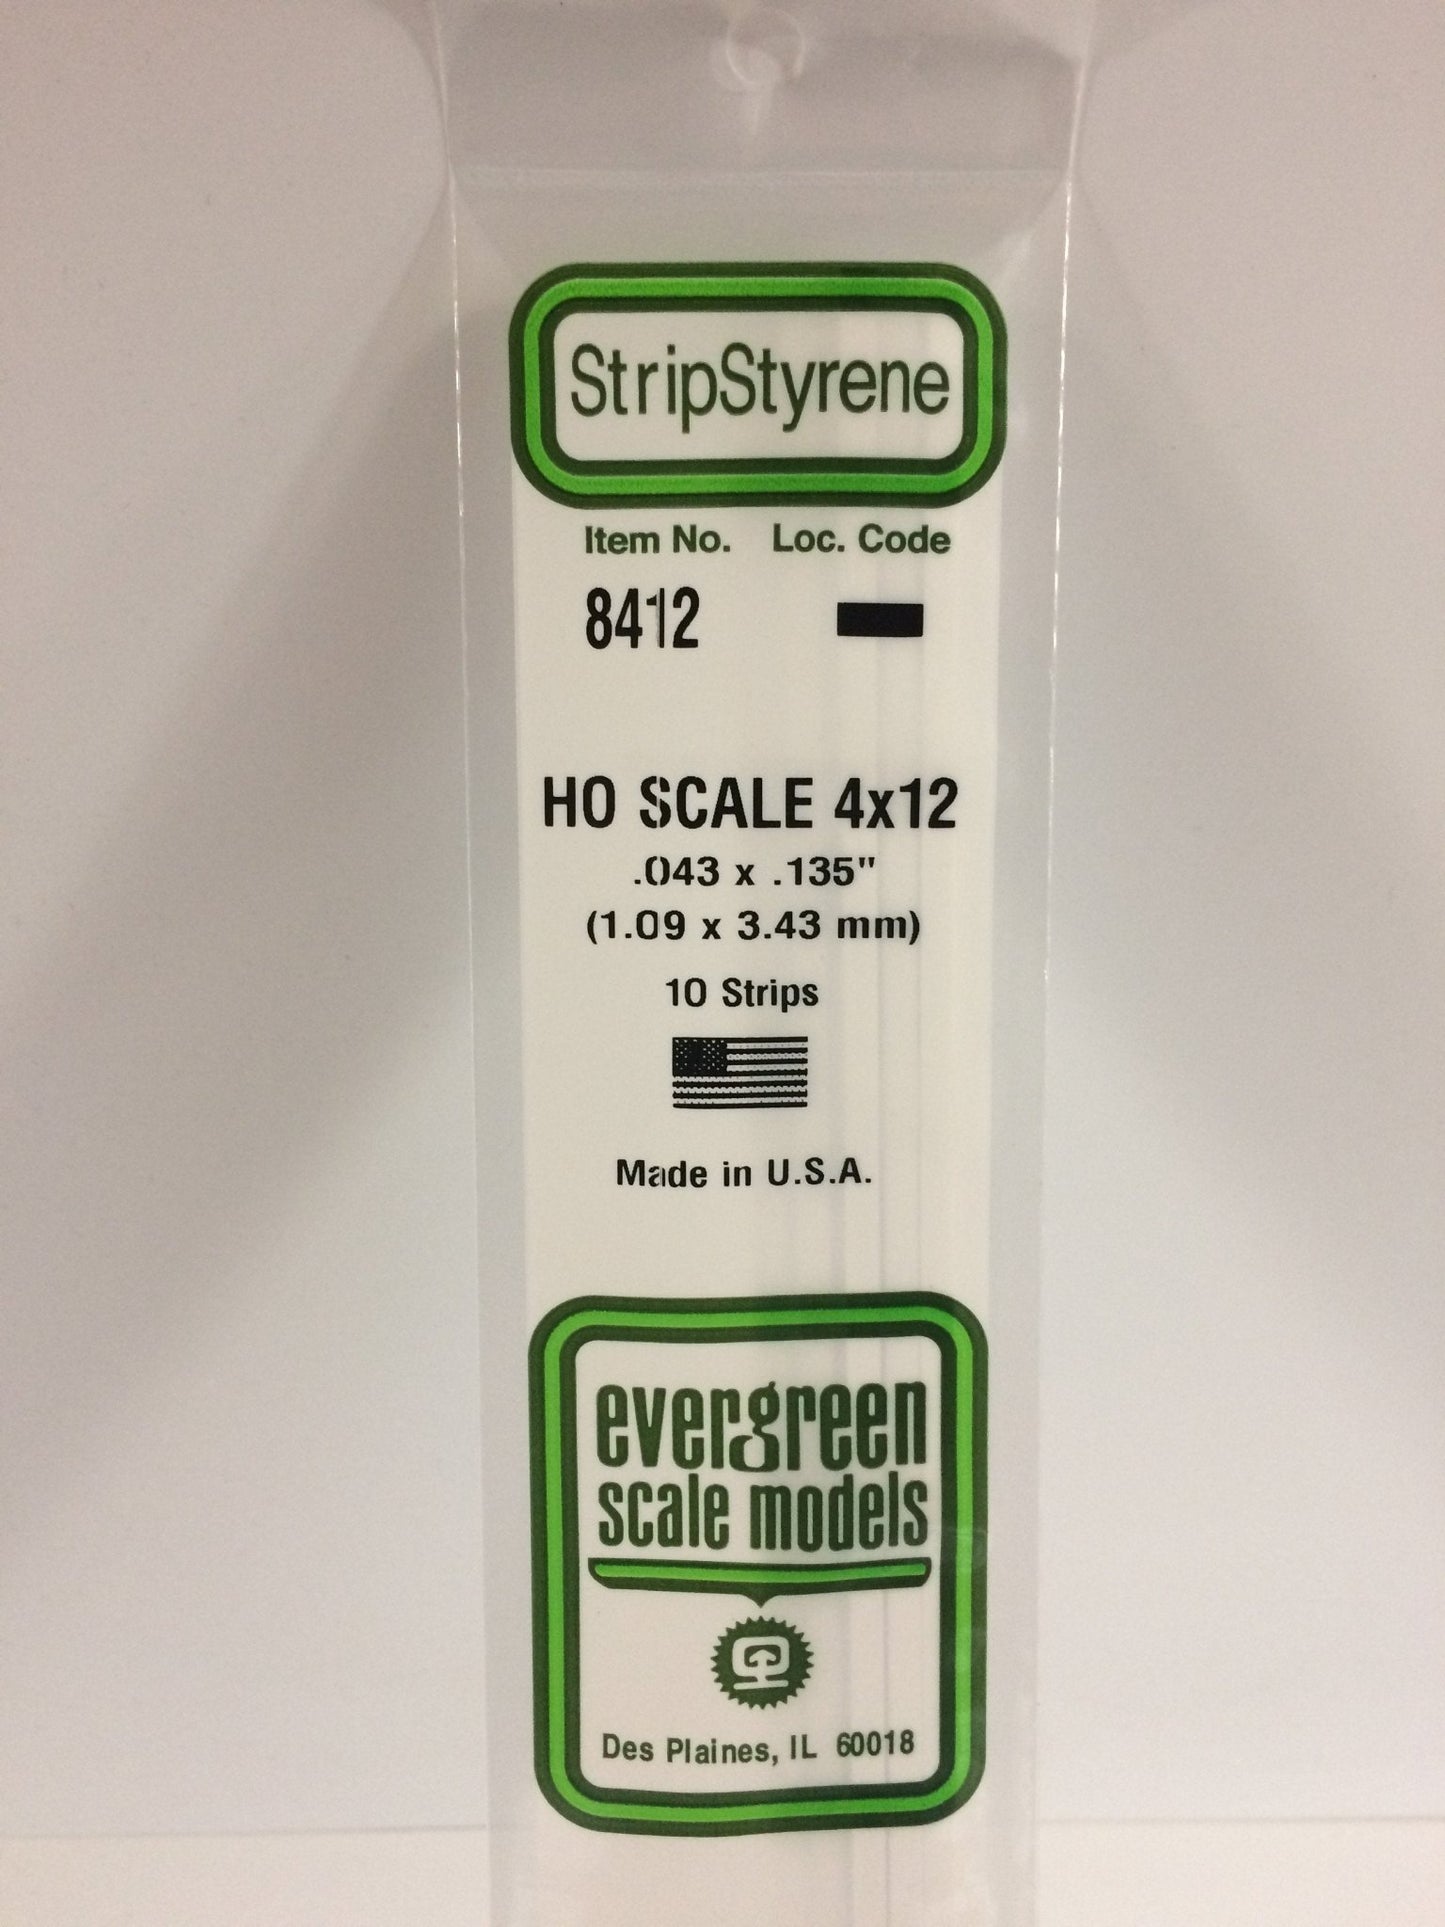 StripStyrene
Item No. Loc. Code
8412
HO SCALE 4x12
.043 x .135"
(1.09 x 3.43 mm)
10 Strips
Made in U.S.A.
evergreen
scale models
Des Plaines, IL 60018